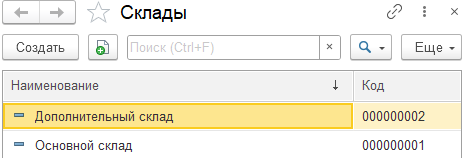 Склады
Создать Поиск (Ctrl+F) × Еще
Наименование ↓ Код
Дополнительный склад 000000002
Основной склад 000000001